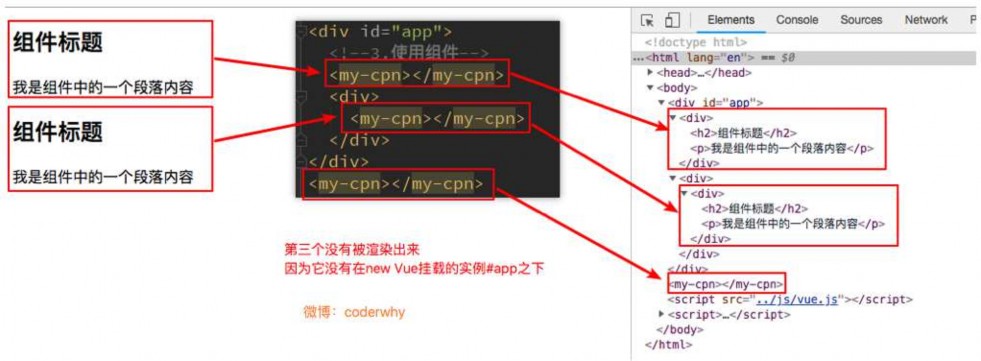 组件标题
我是组件中的一个段落内容
组件标题
我是组件中的一个段落内容
<div id="app">
<!--3.使用组件-->
<my-cpn></my-cpn>
<div>
<my-cpn></my-cpn>
</div>
</div>
<my-cpn></my-cpn>
第三个没有被渲染出来
因为它没有在new Vue挂载的实例#app之下
微博：coderwhy
Elements Console Sources Network P
<!doctype html>
...<html lang="en"> == $0
▶<head>…</head>
▼<body>
▼<div id="app">
▼<div>
<h2>组件标题</h2>
<p>我是组件中的一个段落内容</p>
</div>
▼<div>
▼<div>
<h2>组件标题</h2>
<p>我是组件中的一个段落内容</p>
</div>
</div>
</div>
<my-cpn></my-cpn>
<script src="../js/vue.js"></script>
▶<script>…</script>
</body>
</html>